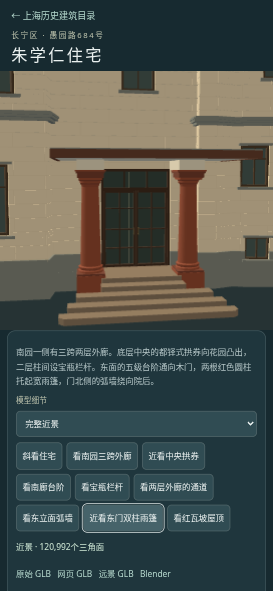 ← 上海历史建筑目录
长宁区 · 愚园路684号
朱学仁住宅
南园一侧有三跨两层外廊。底层中央的都铎式拱券向花园凸出，
二层柱间设宝瓶栏杆。东面的五级台阶通向木门，两根红色圆柱
托起宽雨篷，门北侧的弧墙绕向院后。
模型细节
完整近景
斜看住宅
看南园三跨外廊
近看中央拱券
看南廊台阶
看宝瓶栏杆
看两层外廊的通道
看东立面弧墙
近看东门双柱雨篷
看红瓦坡屋顶
近景 · 120,992个三角面
原始 GLB 网页 GLB 远景 GLB Blender